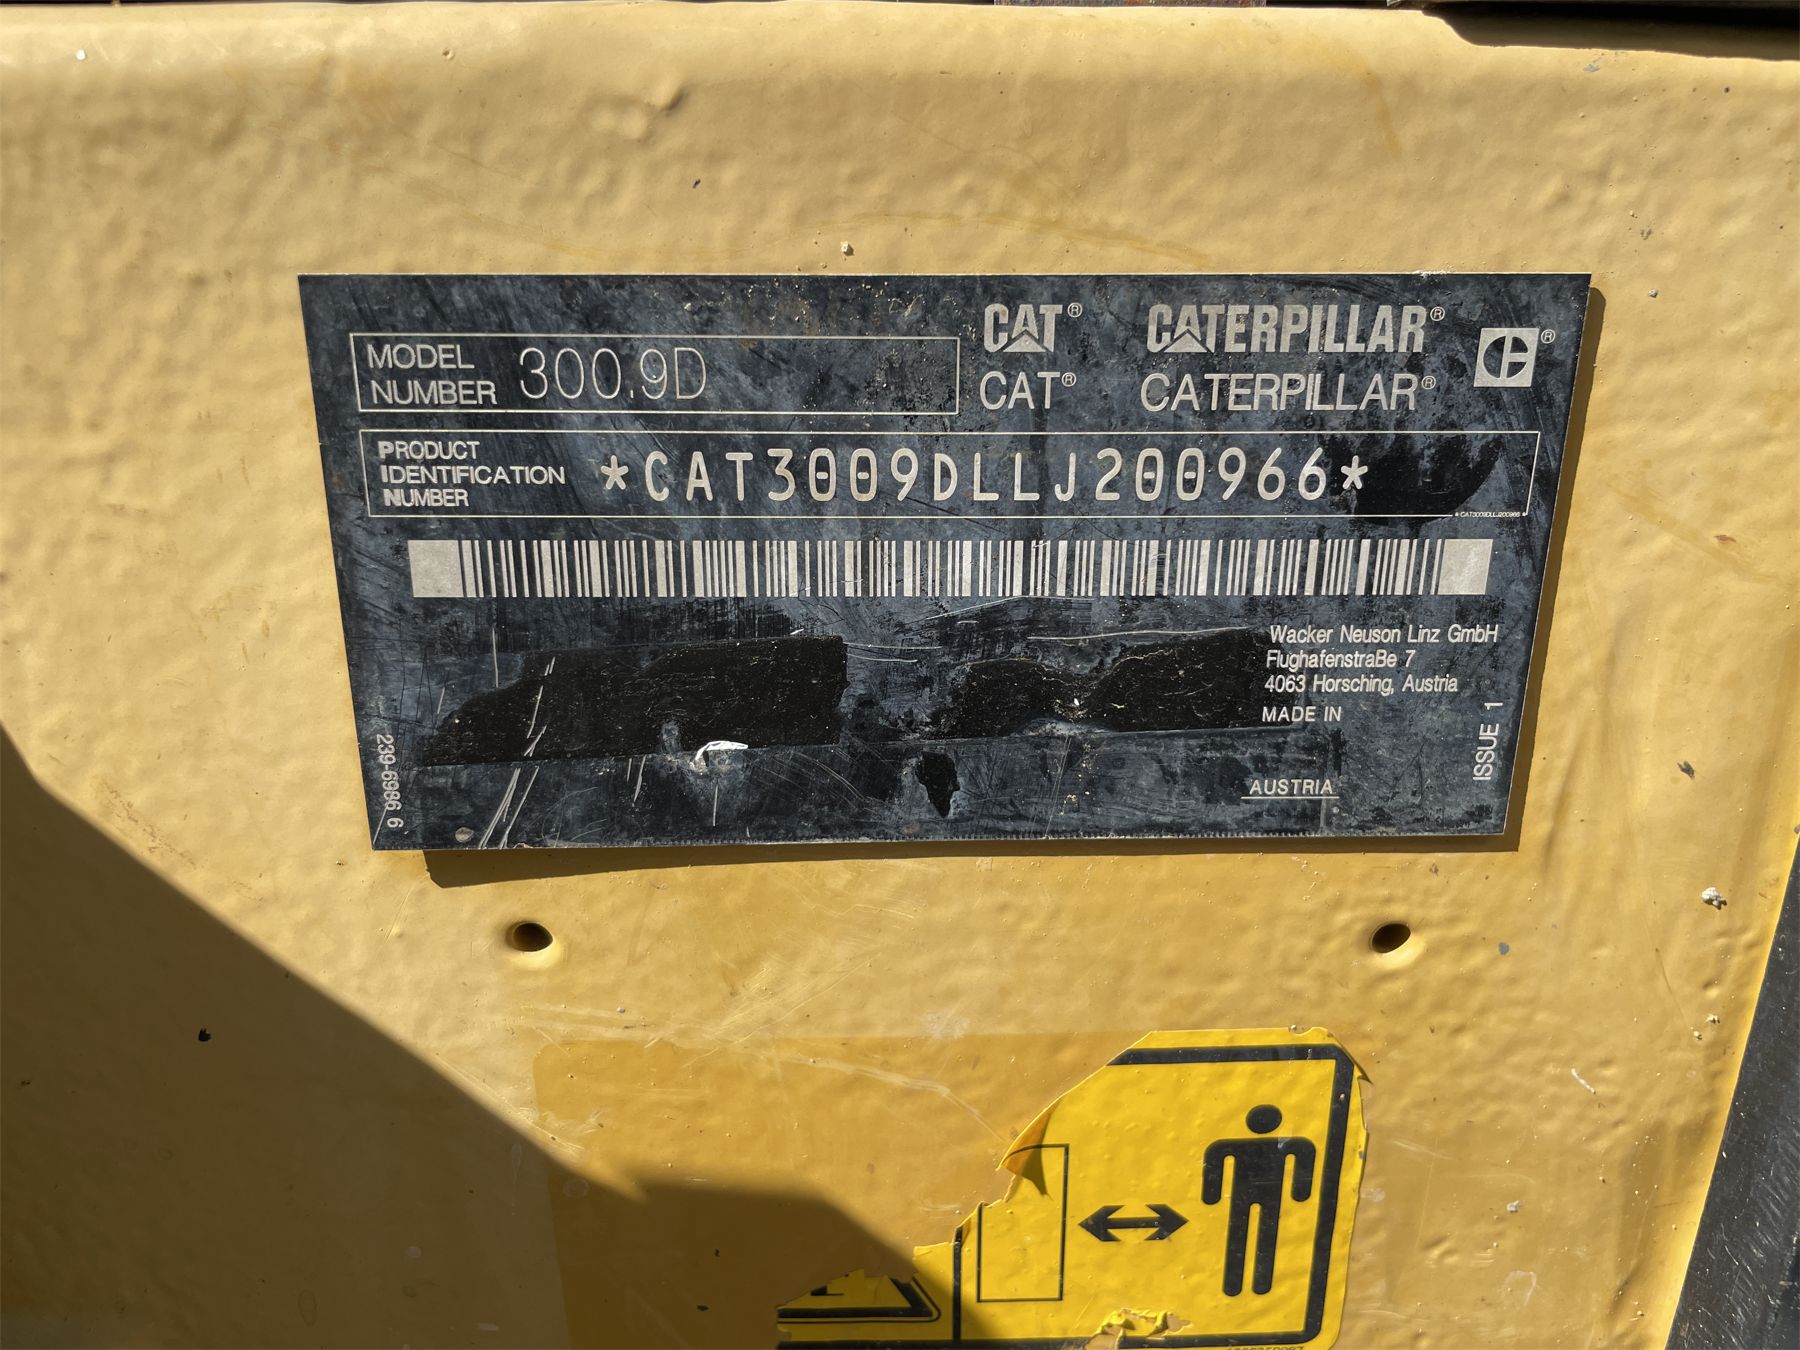 CAT® CATERPILLAR®
MODEL NUMBER 300.9D
CAT® CATERPILLAR®
PRODUCT IDENTIFICATION NUMBER *CAT3009DLLJ200966*
*CAT3009DLLJ200966*
Wacker Neuson Linz GmbH
FlughafenstraBe 7
4063 Horsching, Austria
MADE IN
AUSTRIA
ISSUE 1
239-6986 6